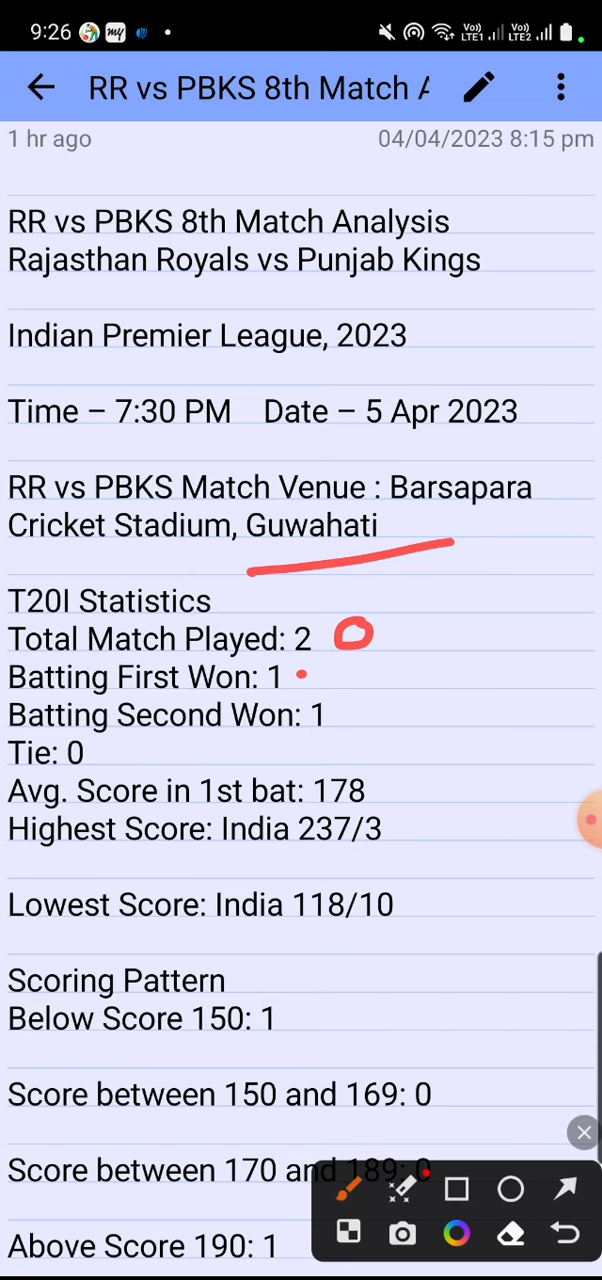 9:26 my Vo) LTE1 Vo) LTE2
RR vs PBKS 8th Match
1 hr ago 04/04/2023 8:15 pm
RR vs PBKS 8th Match Analysis
Rajasthan Royals vs Punjab Kings
Indian Premier League, 2023
Time – 7:30 PM Date – 5 Apr 2023
RR vs PBKS Match Venue : Barsapara
Cricket Stadium, Guwahati
T20I Statistics
Total Match Played: 2
Batting First Won: 1
Batting Second Won: 1
Tie: 0
Avg. Score in 1st bat: 178
Highest Score: India 237/3
Lowest Score: India 118/10
Scoring Pattern
Below Score 150: 1
Score between 150 and 169: 0
Score between 170 and 189: 0
Above Score 190: 1